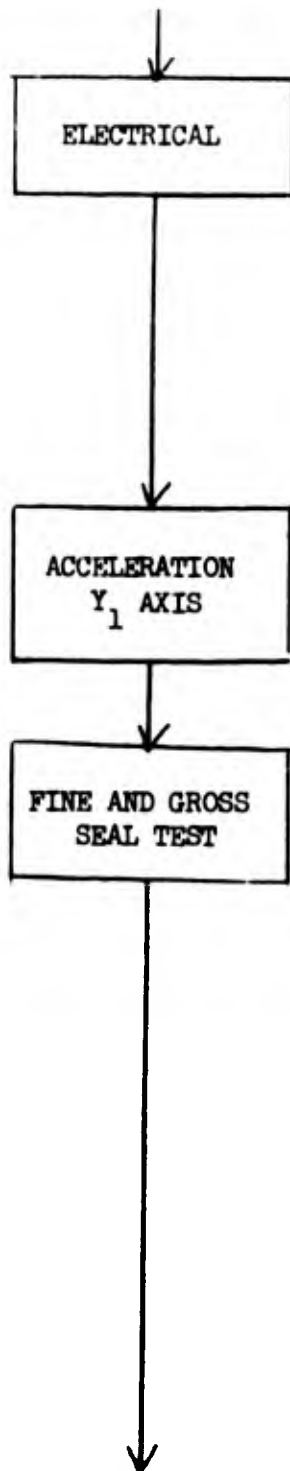 ELECTRICAL
ACCELERATION
Y₁ AXIS
FINE AND GROSS
SEAL TEST